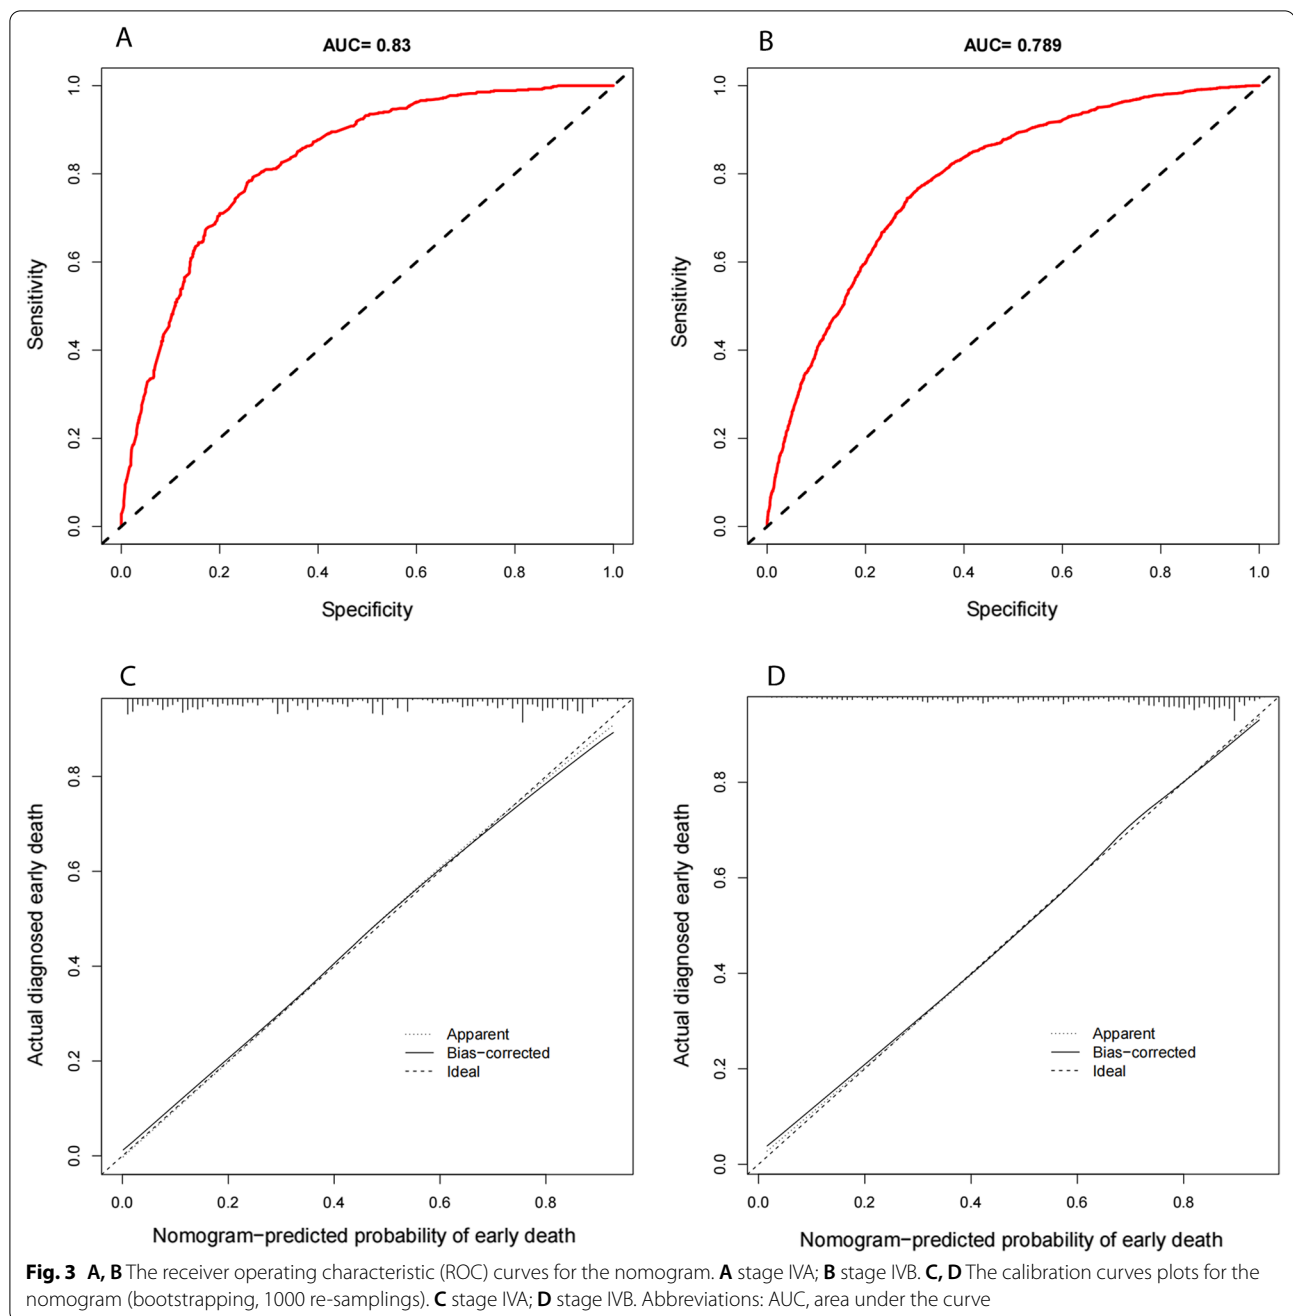 A
AUC= 0.83
1.0
0.8
0.6
0.4
0.2
0.0
Sensitivity
0.0 0.2 0.4 0.6 0.8 1.0
Specificity
B
AUC= 0.789
1.0
0.8
0.6
0.4
0.2
0.0
Sensitivity
0.0 0.2 0.4 0.6 0.8 1.0
Specificity
C
0.8
0.6
0.4
0.2
0.0
Actual diagnosed early death
Apparent
Bias−corrected
Ideal
0.0 0.2 0.4 0.6 0.8
Nomogram−predicted probability of early death
D
0.8
0.6
0.4
0.2
0.0
Actual diagnosed early death
Apparent
Bias−corrected
Ideal
0.0 0.2 0.4 0.6 0.8
Nomogram−predicted probability of early death
Fig. 3 A, B The receiver operating characteristic (ROC) curves for the nomogram. A stage IVA; B stage IVB. C, D The calibration curves plots for the
nomogram (bootstrapping, 1000 re-samplings). C stage IVA; D stage IVB. Abbreviations: AUC, area under the curve